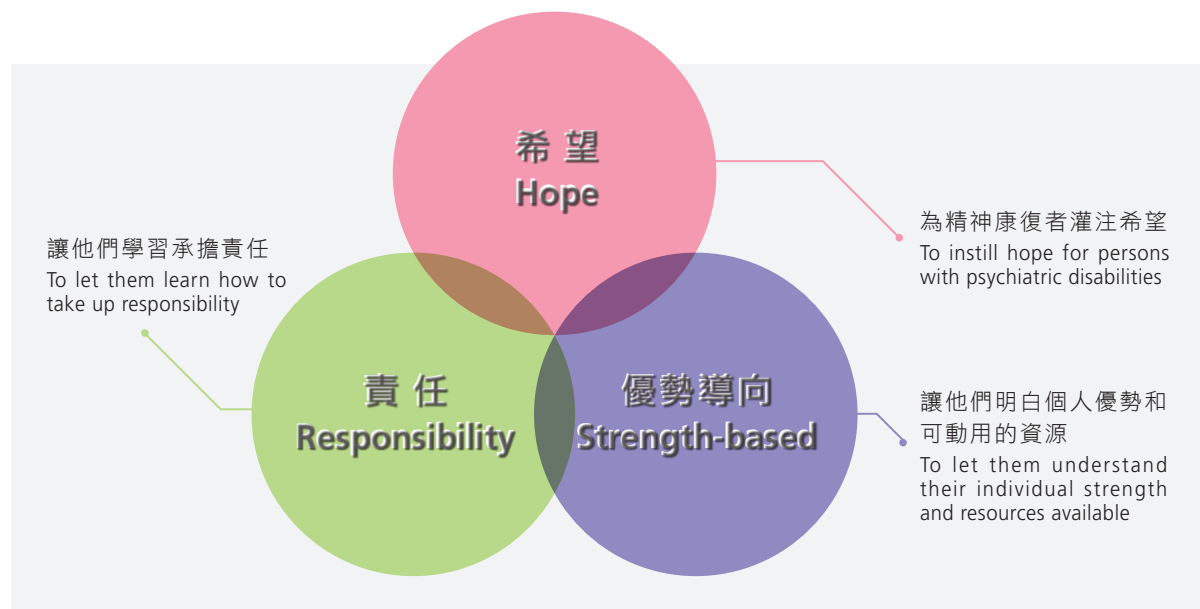 希望
Hope
為精神康復者灌注希望
To instill hope for persons
with psychiatric disabilities
讓他們學習承擔責任
To let them learn how to
take up responsibility
責任
Responsibility
優勢導向
Strength-based
讓他們明白個人優勢和
可動用的資源
To let them understand
their individual strength
and resources available